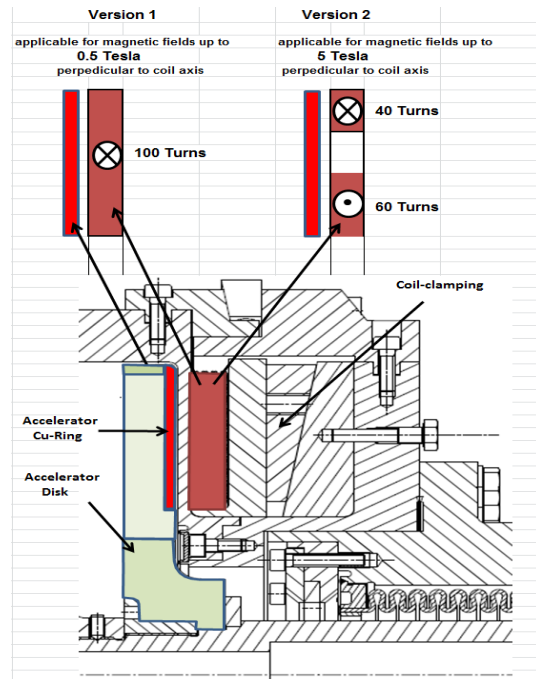 Version 1
applicable for magnetic fields up to
0.5 Tesla
perpedicular to coil axis
100 Turns
Version 2
applicable for magnetic fields up to
5 Tesla
perpedicular to coil axis
40 Turns
60 Turns
Coil-clamping
Accelerator
Cu-Ring
Accelerator
Disk